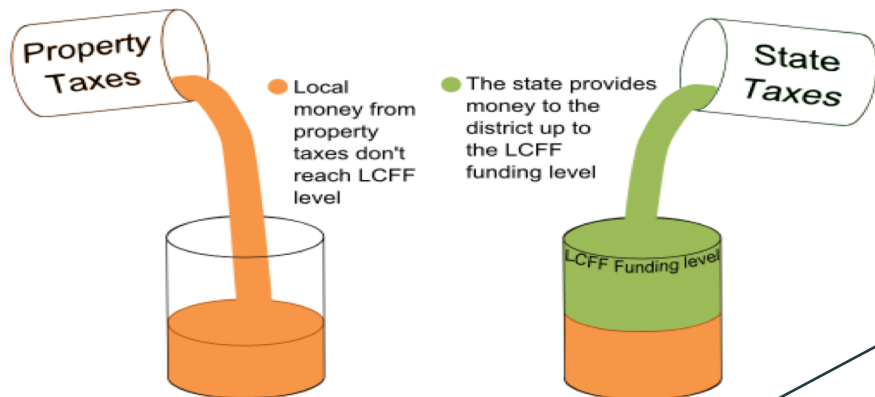 Property
Taxes
Local
money from
property
taxes don't
reach LCFF
level
The state provides
money to the
district up to
the LCFF
funding level
State
Taxes
LCFF Funding level